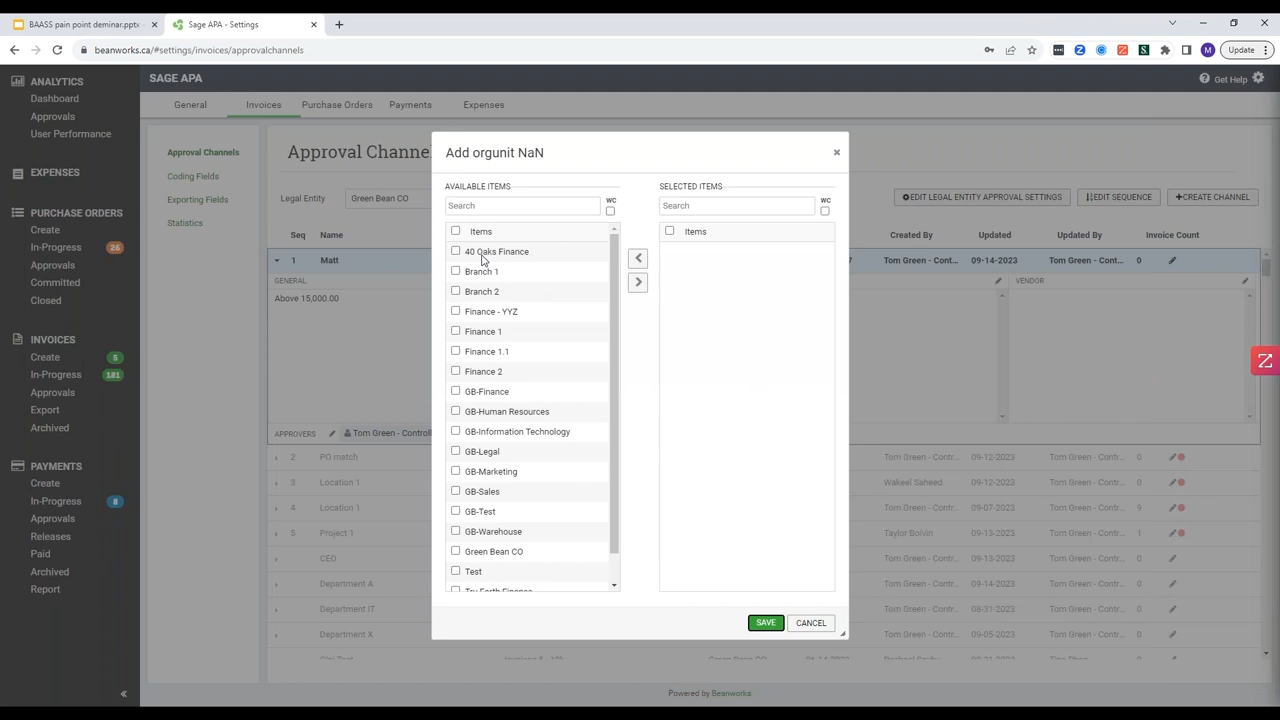 BAASS pain point deminar.pptx
Sage APA - Settings
beanworks.ca/#settings/invoices/approvalchannels
Update
ANALYTICS
Dashboard
Approvals
User Performance
EXPENSES
PURCHASE ORDERS
Create
In-Progress 26
Approvals
Committed
Closed
INVOICES
Create 5
In-Progress 181
Approvals
Export
Archived
PAYMENTS
Create
In-Progress 8
Approvals
Releases
Paid
Archived
Report
SAGE APA
Get Help
General Invoices Purchase Orders Payments Expenses
Approval Channels
Coding Fields
Exporting Fields
Statistics
Approval Channe
Legal Entity Green Bean CO
EDIT LEGAL ENTITY APPROVAL SETTINGS EDIT SEQUENCE CREATE CHANNEL
Seq Name Created By Updated Updated By Invoice Count
1 Matt 7 Tom Green - Contr... 09-14-2023 Tom Green - Contr... 0
GENERAL VENDOR
Above 15,000.00
APPROVERS Tom Green - Controll
2 PO match Tom Green - Contr... 09-12-2023 Tom Green - Contr... 0
3 Location 1 Wakeel Saheed 09-12-2023 Tom Green - Contr... 0
4 Location 1 Tom Green - Contr... 09-07-2023 Tom Green - Contr... 9
5 Project 1 Taylor Boivin 09-13-2023 Tom Green - Contr... 1
CEO Tom Green - Contr... 09-13-2023 Tom Green - Contr... 0
Department A Tom Green - Contr... 09-14-2023 Tom Green - Contr... 0
Department IT Tom Green - Contr... 08-31-2023 Tom Green - Contr... 0
Department X Tom Green - Contr... 09-05-2023 Tom Green - Contr... 0
Add orgunit NaN
AVAILABLE ITEMS
Search
WC
Items
40 Oaks Finance
Branch 1
Branch 2
Finance - YYZ
Finance 1
Finance 1.1
Finance 2
GB-Finance
GB-Human Resources
GB-Information Technology
GB-Legal
GB-Marketing
GB-Sales
GB-Test
GB-Warehouse
Green Bean CO
Test
SELECTED ITEMS
Search
WC
Items
SAVE CANCEL
Powered by Beanworks